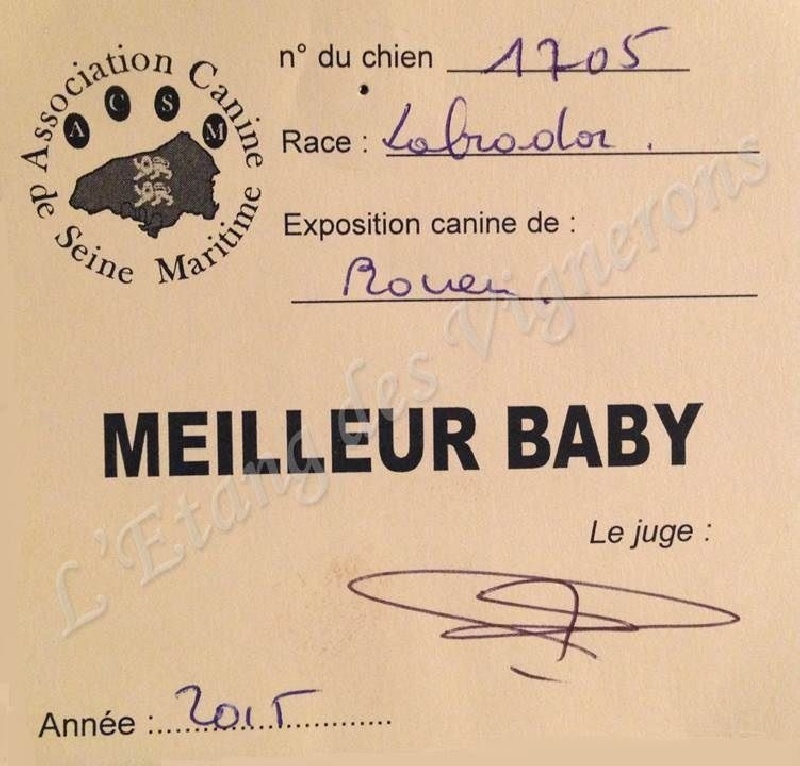 Association Canine
de Seine Maritime
A C S M
n° du chien 1705
Race : Labrador.
Exposition canine de :
Rouen.
MEILLEUR BABY
Le juge :
Année :2015
L'Etang des Vignerons